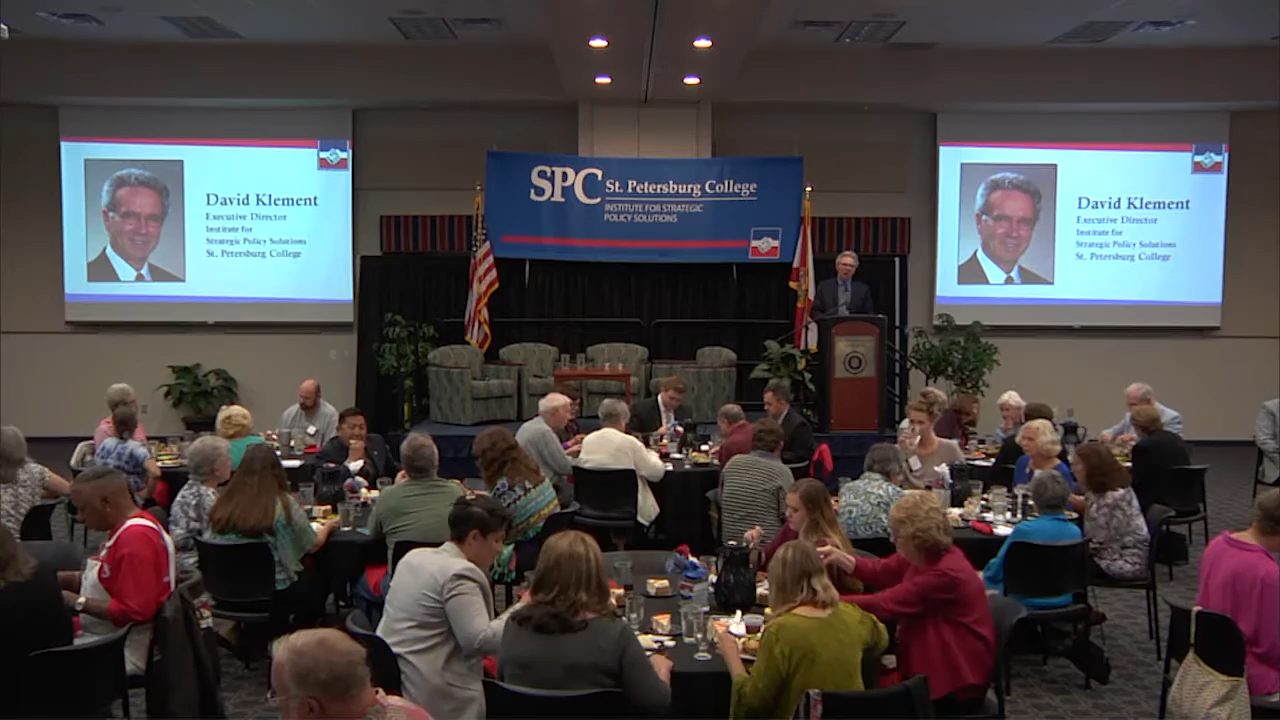 David Klement
Executive Director
Institute for
Strategic Policy Solutions
St. Petersburg College
SPC St. Petersburg College
INSTITUTE FOR STRATEGIC
POLICY SOLUTIONS
David Klement
Executive Director
Institute for
Strategic Policy Solutions
St. Petersburg College